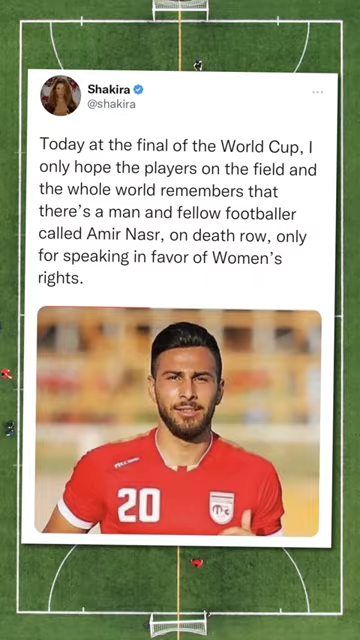 Shakira
@shakira
Today at the final of the World Cup, I
only hope the players on the field and
the whole world remembers that
there's a man and fellow footballer
called Amir Nasr, on death row, only
for speaking in favor of Women's
rights.
20